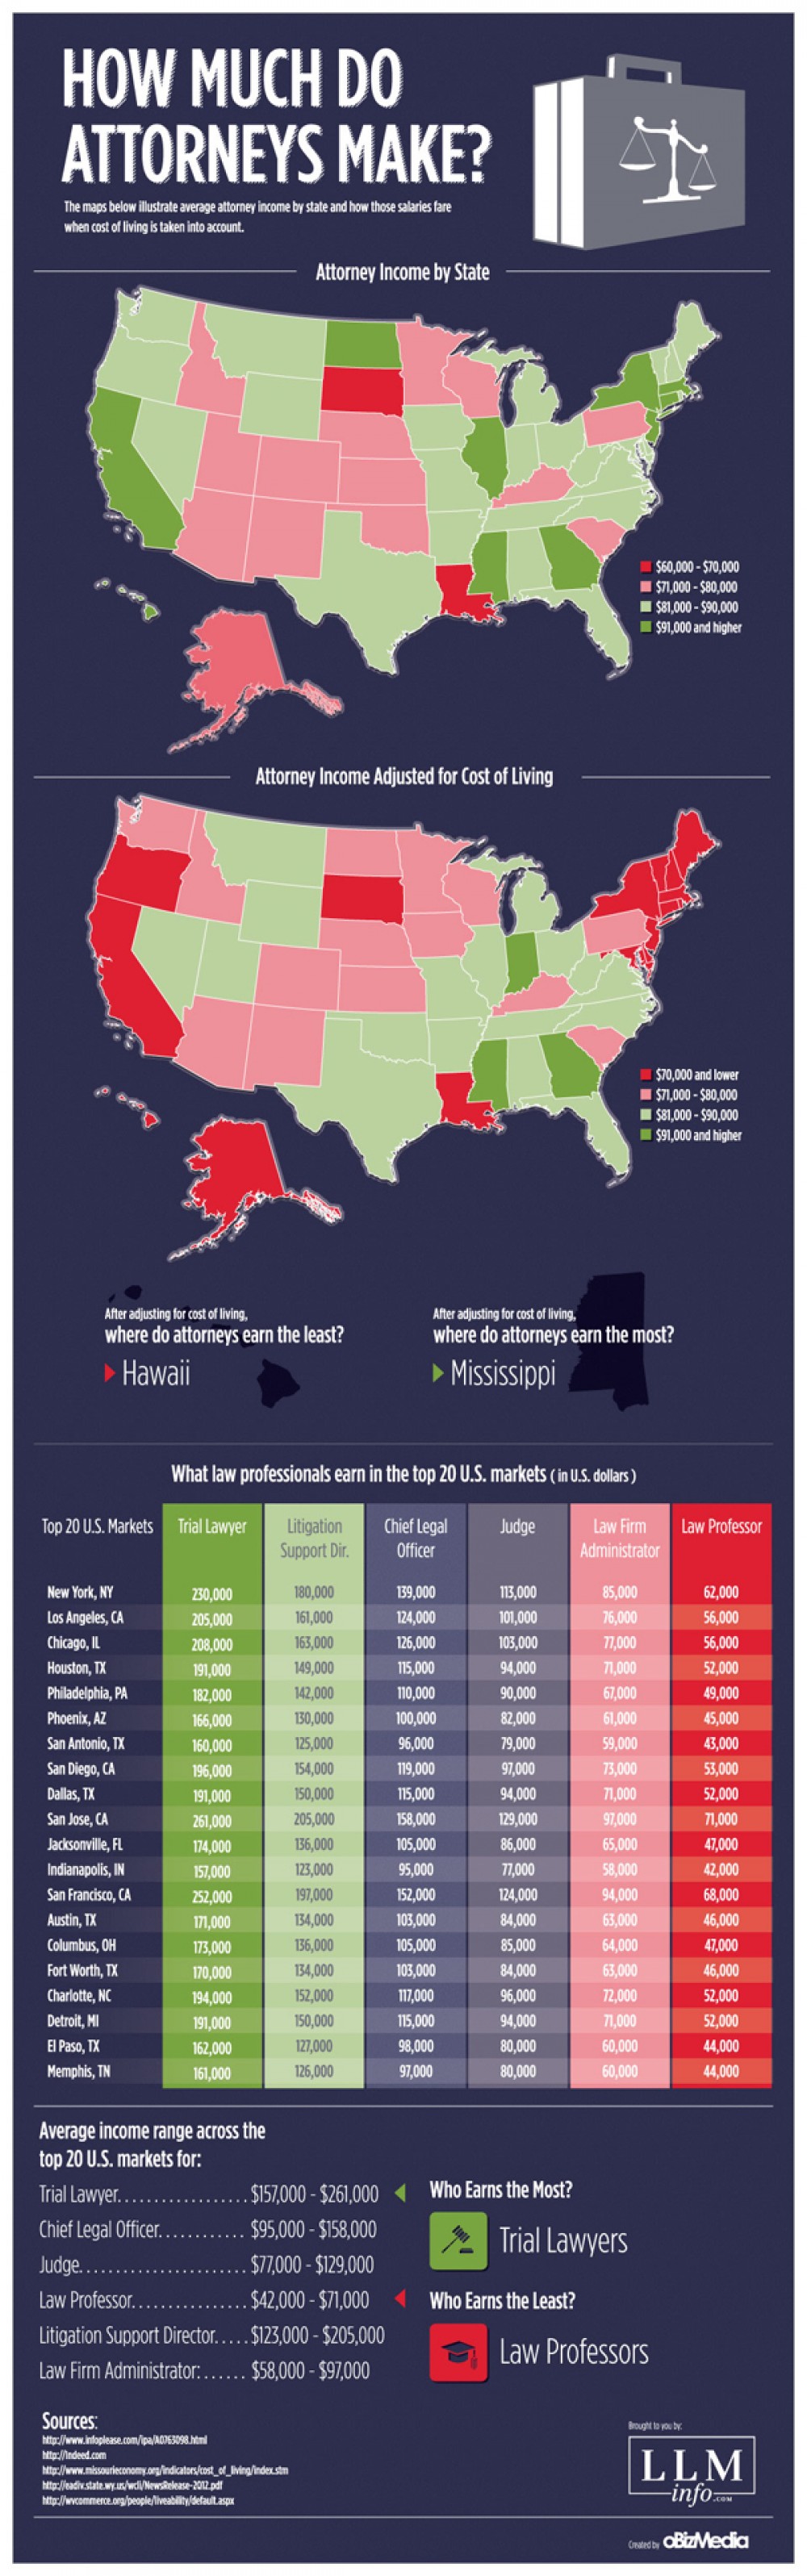 HOW MUCH DO
ATTORNEYS MAKE?
The maps below illustrate average attorney income by state and how those salaries fare
when cost of living is taken into account.
Attorney Income by State
$60,000 - $70,000
$71,000 - $80,000
$81,000 - $90,000
$91,000 and higher
Attorney Income Adjusted for Cost of Living
$70,000 and lower
$71,000 - $80,000
$81,000 - $90,000
$91,000 and higher
After adjusting for cost of living,
where do attorneys earn the least?
Hawaii
After adjusting for cost of living,
where do attorneys earn the most?
Mississippi
What law professionals earn in the top 20 U.S. markets ( in U.S. dollars )
Top 20 U.S. Markets Trial Lawyer Litigation Support Dir. Chief Legal Officer Judge Law Firm Administrator Law Professor
New York, NY 230,000 180,000 139,000 113,000 85,000 62,000
Los Angeles, CA 205,000 161,000 124,000 101,000 76,000 56,000
Chicago, IL 208,000 163,000 126,000 103,000 77,000 56,000
Houston, TX 191,000 149,000 115,000 94,000 71,000 52,000
Philadelphia, PA 182,000 142,000 110,000 90,000 67,000 49,000
Phoenix, AZ 166,000 130,000 100,000 82,000 61,000 45,000
San Antonio, TX 160,000 125,000 96,000 79,000 59,000 43,000
San Diego, CA 196,000 154,000 119,000 97,000 73,000 53,000
Dallas, TX 191,000 150,000 115,000 94,000 71,000 52,000
San Jose, CA 261,000 205,000 158,000 129,000 97,000 71,000
Jacksonville, FL 174,000 136,000 105,000 86,000 65,000 47,000
Indianapolis, IN 157,000 123,000 95,000 77,000 58,000 42,000
San Francisco, CA 252,000 197,000 152,000 124,000 94,000 68,000
Austin, TX 171,000 134,000 103,000 84,000 63,000 46,000
Columbus, OH 173,000 136,000 105,000 85,000 64,000 47,000
Fort Worth, TX 170,000 134,000 103,000 84,000 63,000 46,000
Charlotte, NC 194,000 152,000 117,000 96,000 72,000 52,000
Detroit, MI 191,000 150,000 115,000 94,000 71,000 52,000
El Paso, TX 162,000 127,000 98,000 80,000 60,000 44,000
Memphis, TN 161,000 126,000 97,000 80,000 60,000 44,000
Average income range across the
top 20 U.S. markets for:
Trial Lawyer.................. $157,000 - $261,000
Chief Legal Officer............ $95,000 - $158,000
Judge....................... $77,000 - $129,000
Law Professor................ $42,000 - $71,000
Litigation Support Director..... $123,000 - $205,000
Law Firm Administrator:....... $58,000 - $97,000
Who Earns the Most?
Trial Lawyers
Who Earns the Least?
Law Professors
Sources:
http://www.infoplease.com/ipa/A0763098.html
http://Indeed.com
http://www.missourieconomy.org/indicators/cost_of_living/index.stm
http://eadiv.state.wy.us/wcli/NewsRelease-2012.pdf
http://wvcommerce.org/people/liveability/default.aspx
Brought to you by:
LLM
info.COM
Created by oBizMedia